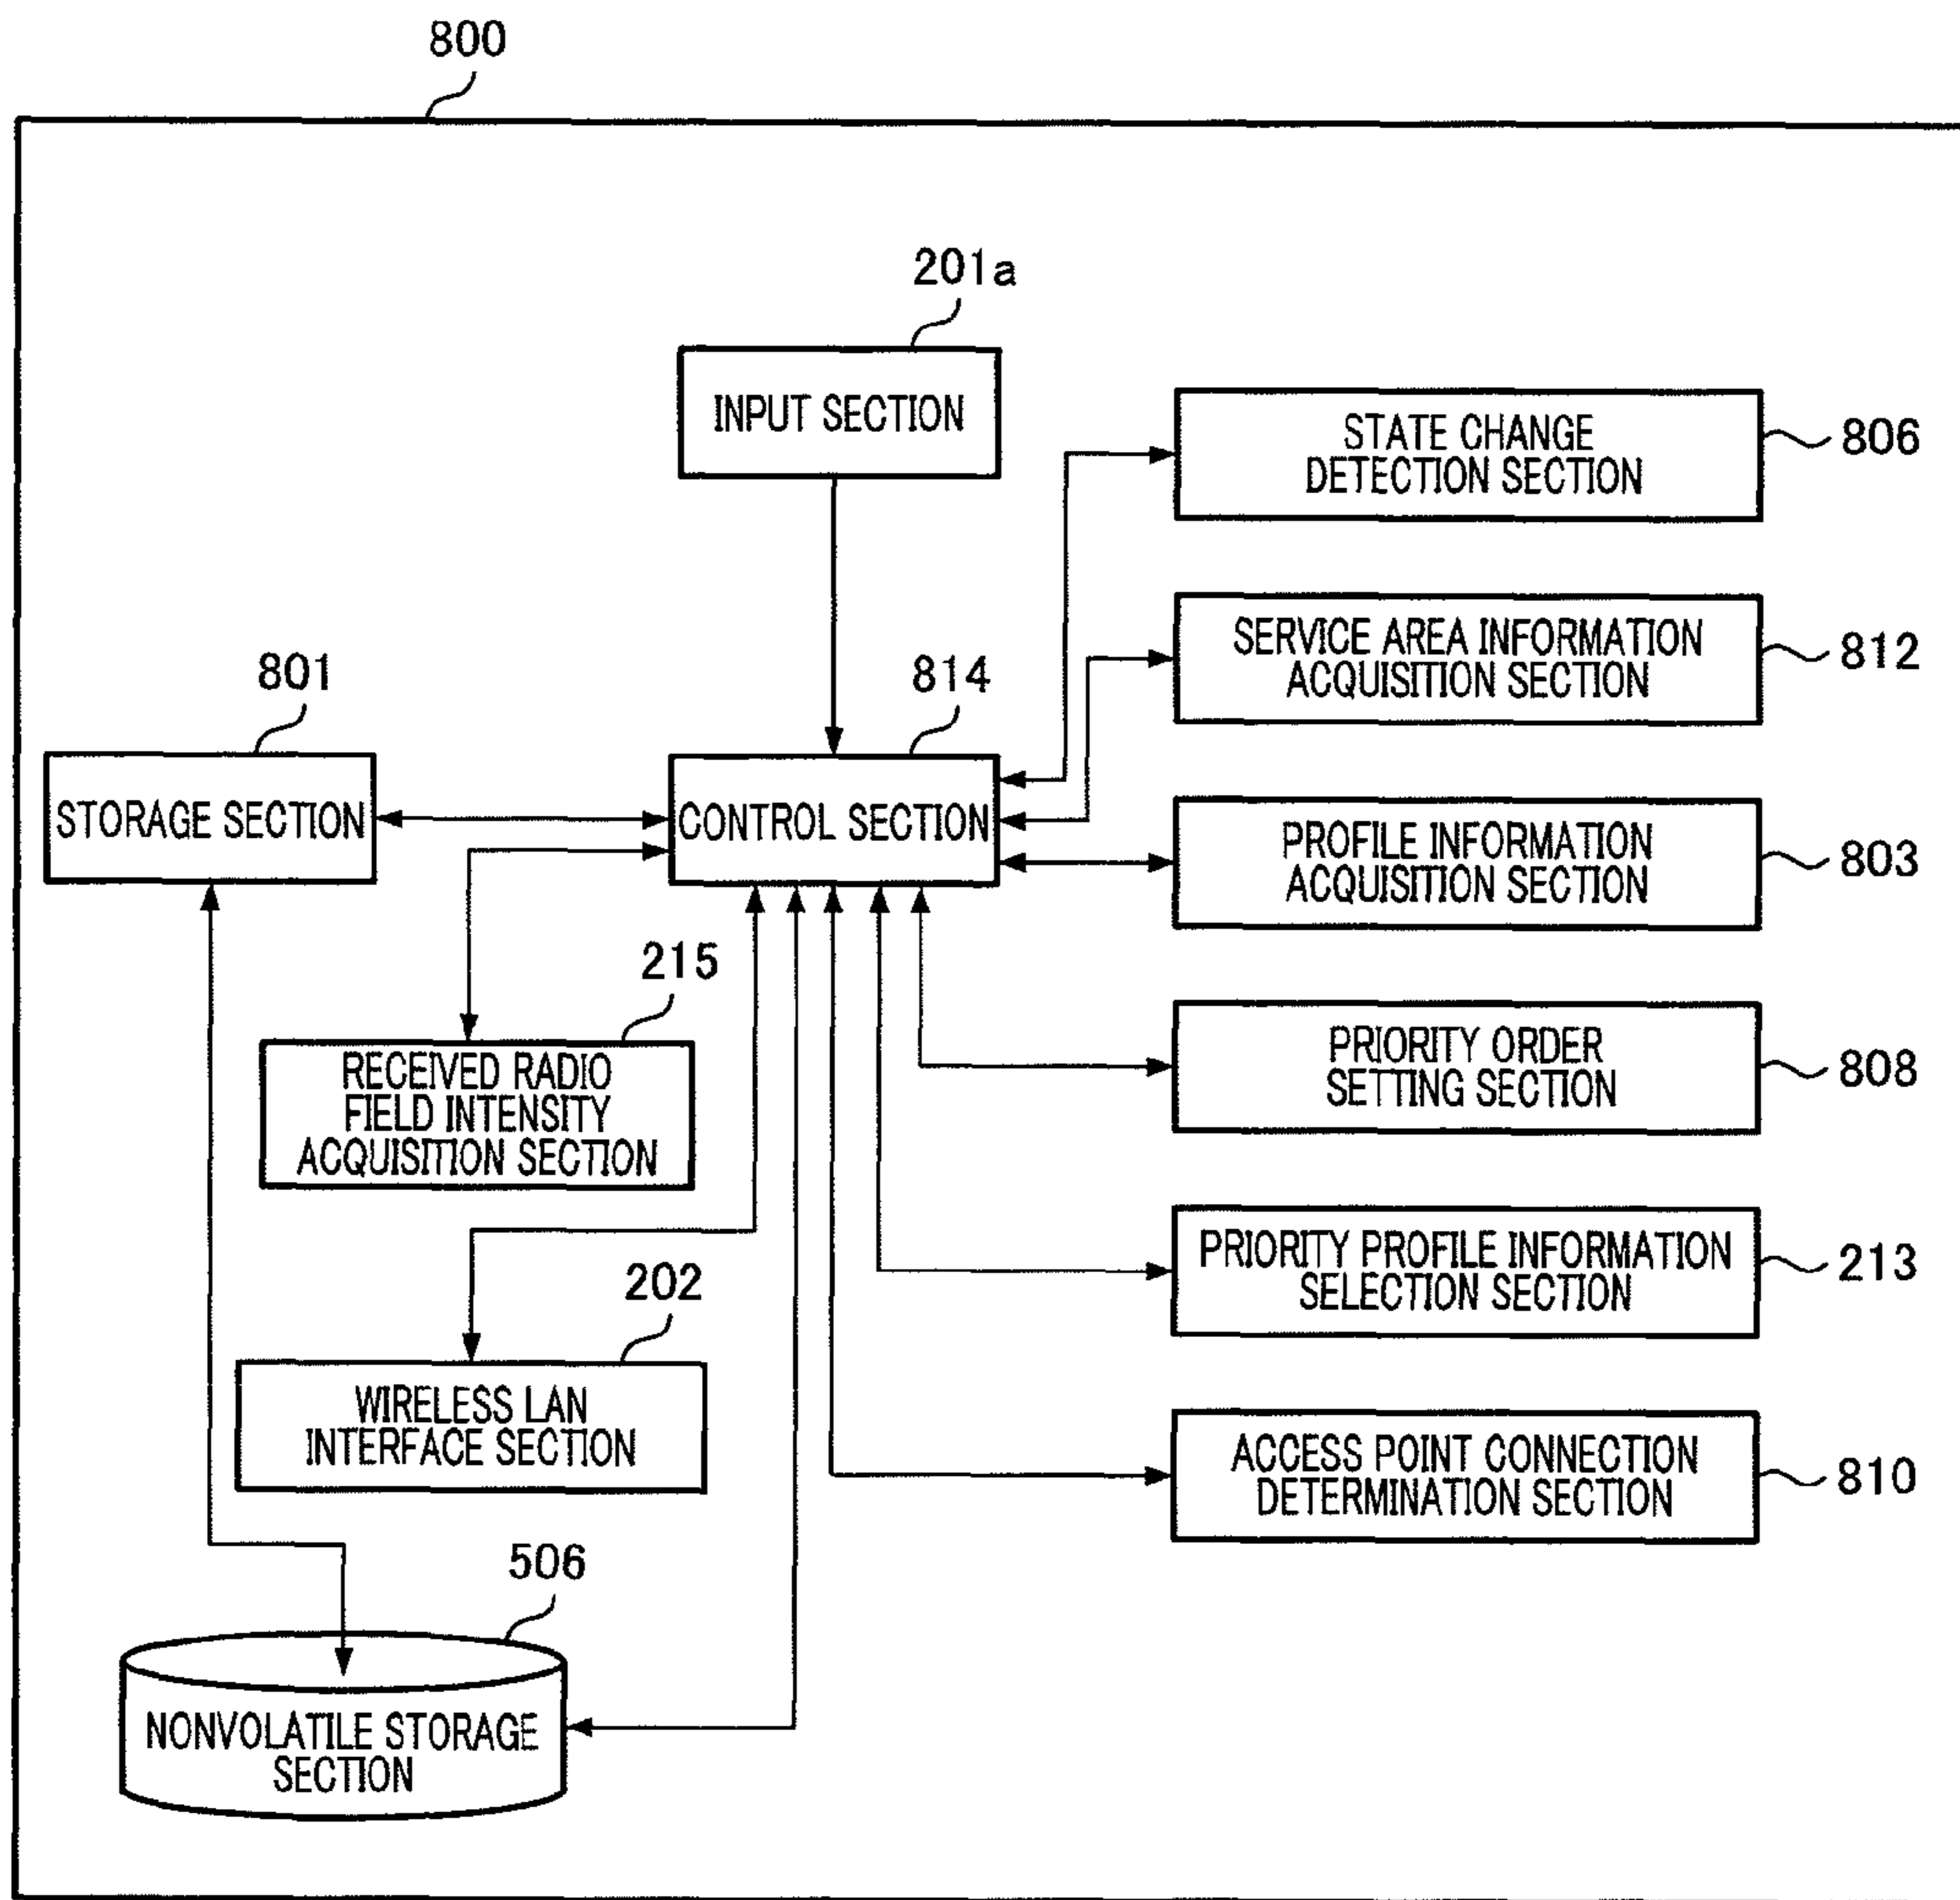 800
201a
INPUT SECTION
STATE CHANGE
DETECTION SECTION
806
SERVICE AREA INFORMATION
ACQUISITION SECTION
812
801
STORAGE SECTION
814
CONTROL SECTION
PROFILE INFORMATION
ACQUISITION SECTION
803
215
RECEIVED RADIO
FIELD INTENSITY
ACQUISITION SECTION
PRIORITY ORDER
SETTING SECTION
808
PRIORITY PROFILE INFORMATION
SELECTION SECTION
213
202
WIRELESS LAN
INTERFACE SECTION
ACCESS POINT CONNECTION
DETERMINATION SECTION
810
506
NONVOLATILE STORAGE
SECTION